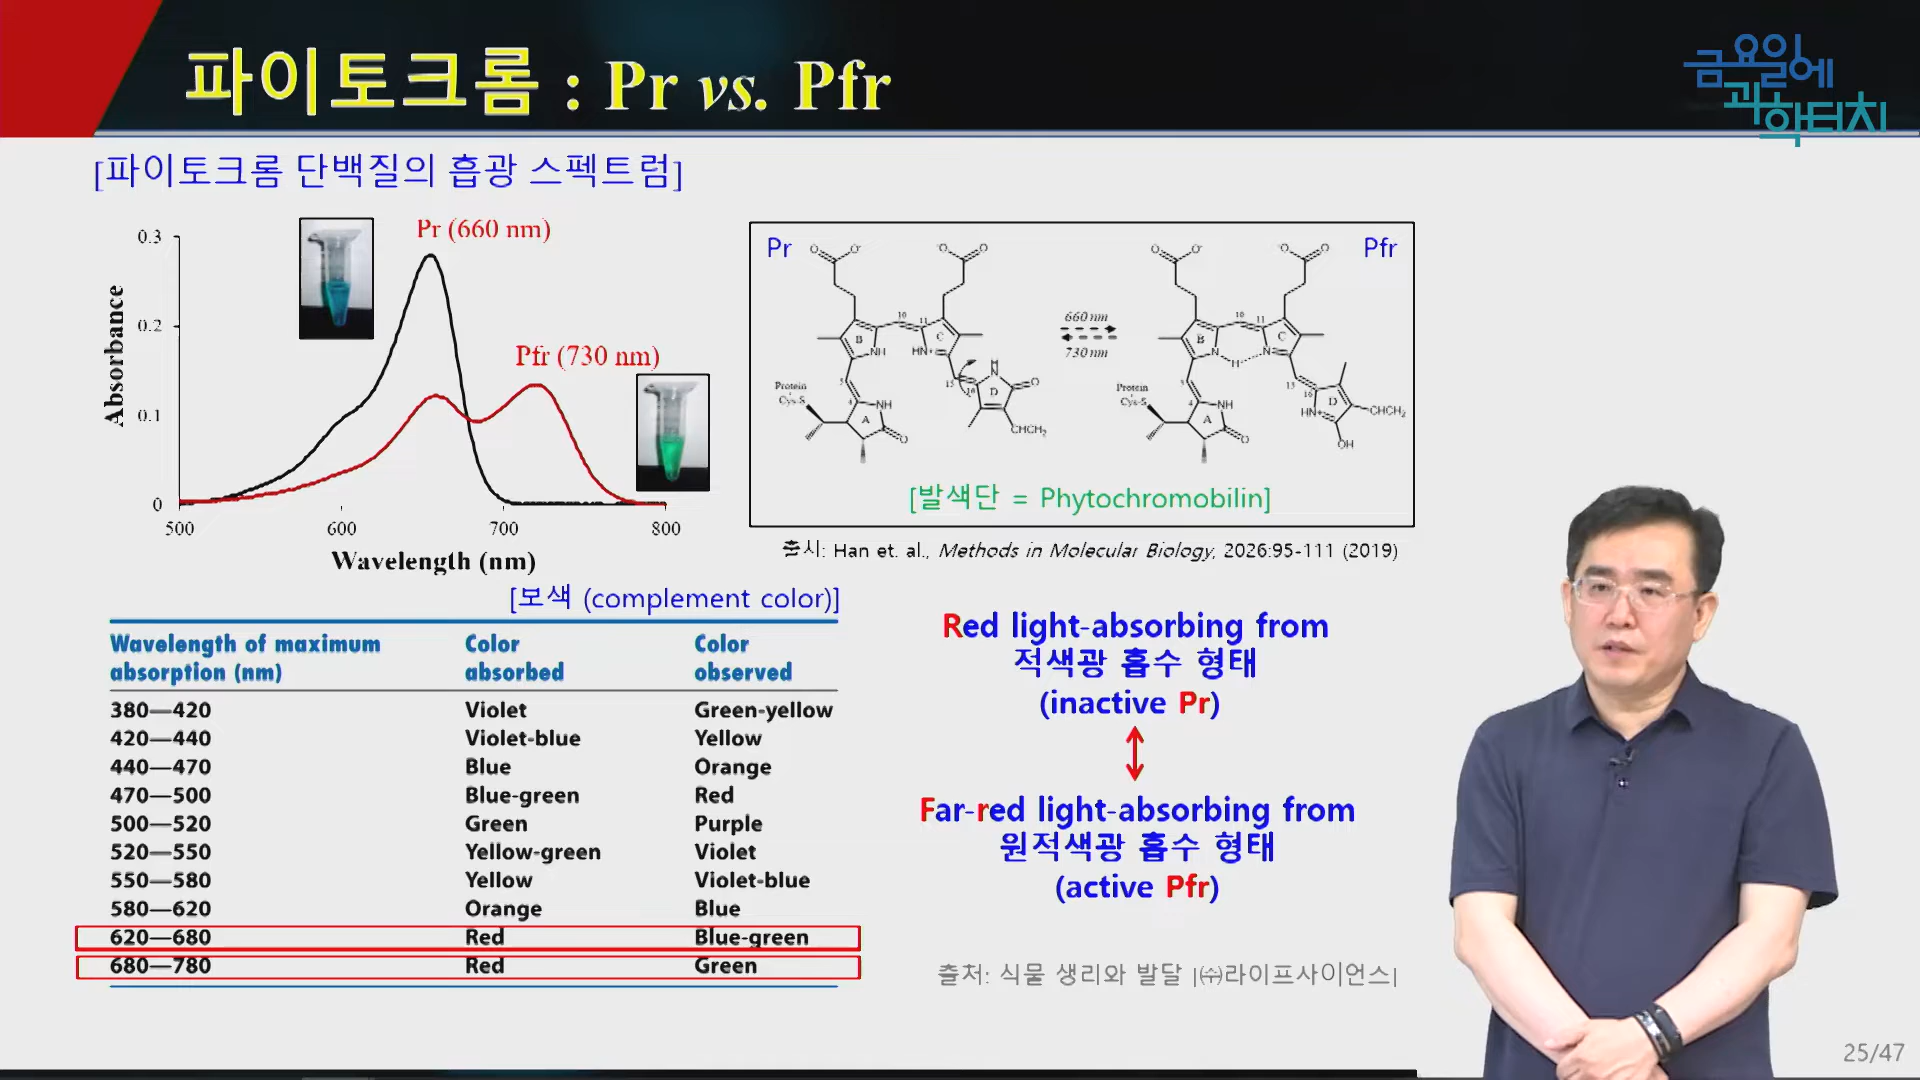 파이토크롬 : Pr vs. Pfr
금요일에
과학터치
[파이토크롬 단백질의 흡광 스펙트럼]
Pr (660 nm)
Pfr (730 nm)
Absorbance
0.3
0.2
0.1
0
500 600 700 800
Wavelength (nm)
Pr
Pfr
660 nm
730 nm
Protein
Cys-S
Protein
Cys-S
[발색단 = Phytochromobilin]
출시: Han et. al., Methods in Molecular Biology, 2026:95-111 (2019)
[보색 (complement color)]
Wavelength of maximum absorption (nm) Color absorbed Color observed
380—420 Violet Green-yellow
420—440 Violet-blue Yellow
440—470 Blue Orange
470—500 Blue-green Red
500—520 Green Purple
520—550 Yellow-green Violet
550—580 Yellow Violet-blue
580—620 Orange Blue
620—680 Red Blue-green
680—780 Red Green
Red light-absorbing from
적색광 흡수 형태
(inactive Pr)
Far-red light-absorbing from
원적색광 흡수 형태
(active Pfr)
출처: 식물 생리와 발달 |㈜라이프사이언스|
25/47